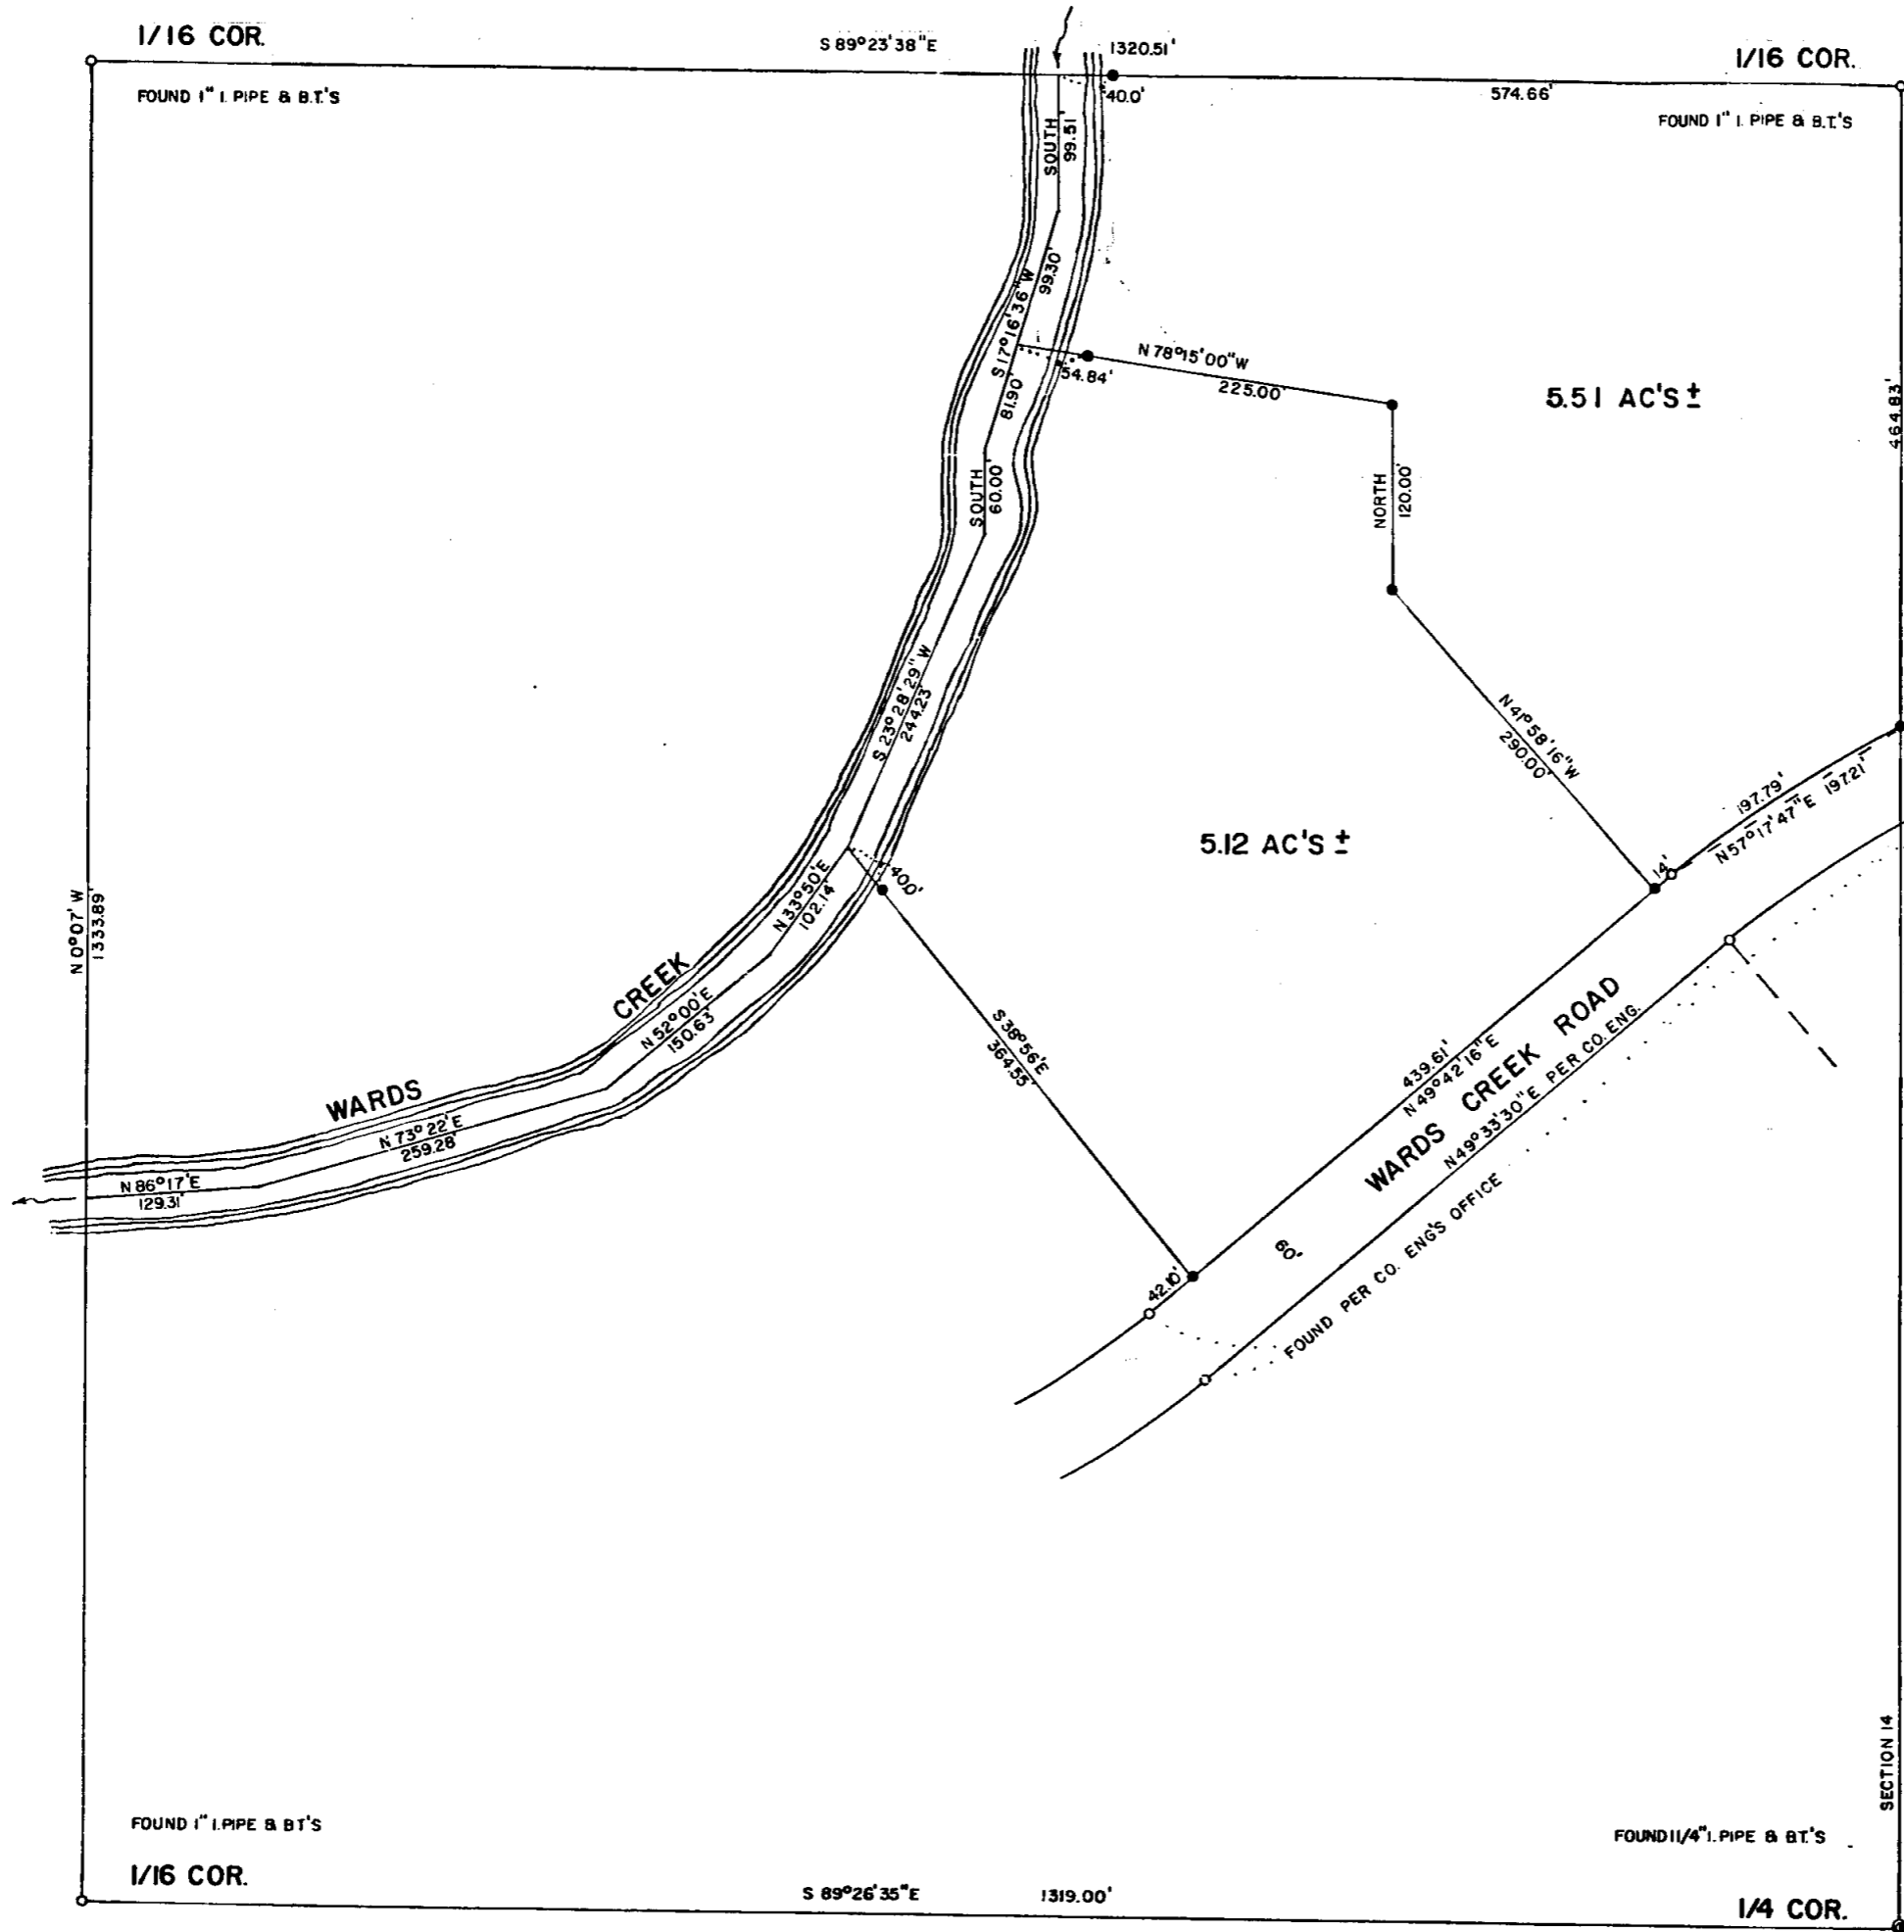 1/16 COR.
S 89°23'38"E
1320.51'
1/16 COR.
FOUND 1" I. PIPE & B.T.'S
40.0'
574.66'
FOUND 1" I. PIPE & B.T.'S
SOUTH
99.51'
S 17°16'36"W
99.30'
81.90'
54.84'
N 78°15'00"W
225.00'
5.51 AC'S ±
464.83'
SOUTH
60.00'
NORTH
120.00'
S 23°28'29"W
244.23'
N 41°58'16"W
290.00'
197.79'
N 57°17'47"E 197.21'
5.12 AC'S ±
14'
40.0'
N 0°07' W
1333.89'
N 33°50'E
102.14'
WARDS CREEK
N 52°00'E
150.63'
S 38°56'E
364.55'
439.61'
N 49°42'16"E
WARDS CREEK ROAD
N 49°33'30"E PER CO. ENG.
N 73°22'E
259.28'
N 86°17'E
129.31'
60'
42.10'
FOUND PER CO. ENG'S OFFICE
SECTION 14
FOUND 1" I.PIPE & BT'S
FOUND 1 1/4" I. PIPE & BT.'S
1/16 COR.
S 89°26'35"E
1319.00'
1/4 COR.